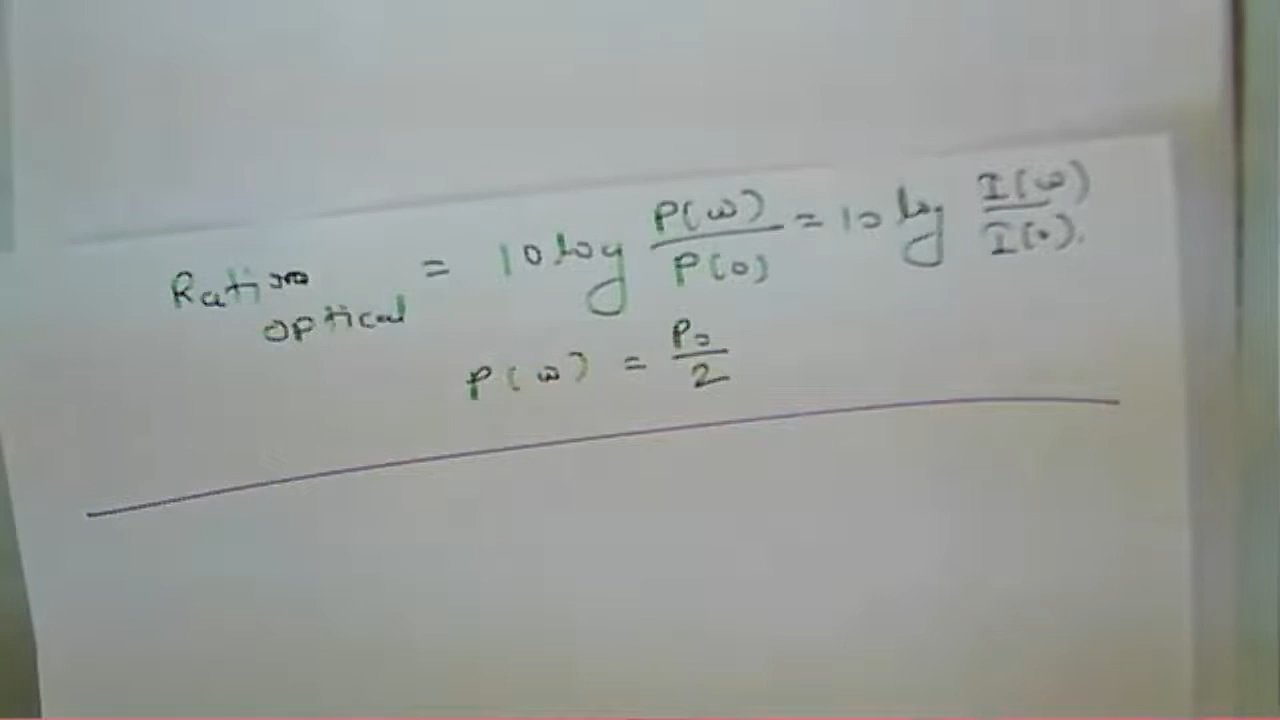 Ratio optical = 10 log P(ω)/P(0) = 10 log I(ω)/I(0).
P(ω) = P0/2